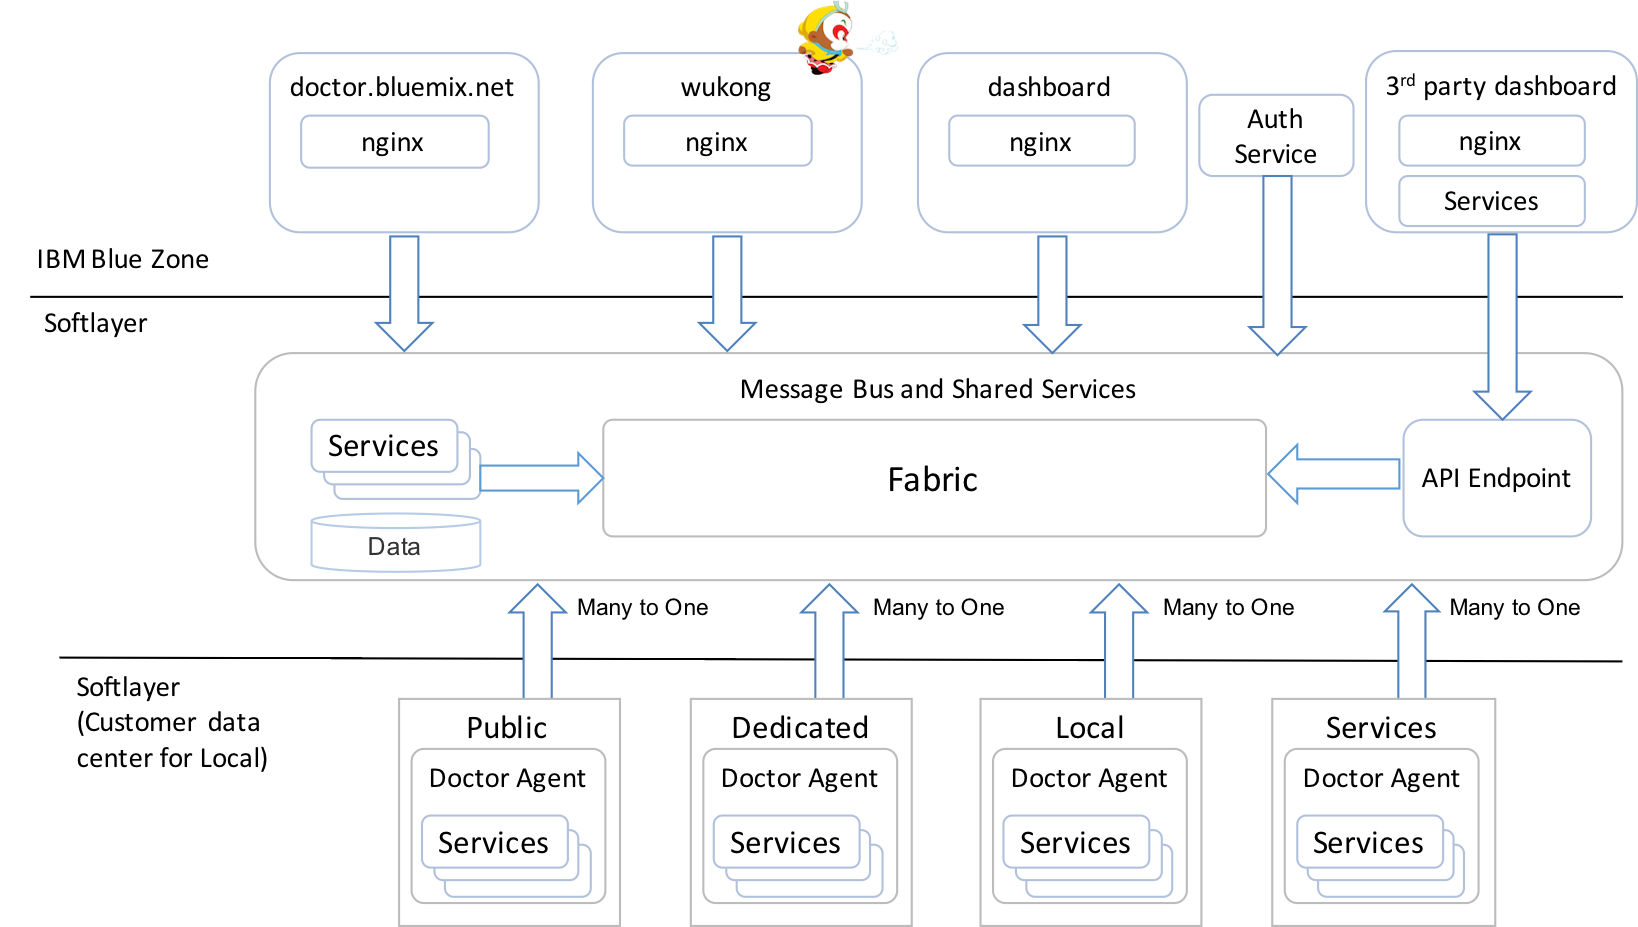 doctor.bluemix.net
nginx
wukong
nginx
dashboard
nginx
Auth
Service
3rd party dashboard
nginx
Services
IBM Blue Zone
Softlayer
Message Bus and Shared Services
Services
Data
Fabric
API Endpoint
Many to One
Many to One
Many to One
Many to One
Softlayer
(Customer data
center for Local)
Public
Doctor Agent
Services
Dedicated
Doctor Agent
Services
Local
Doctor Agent
Services
Services
Doctor Agent
Services